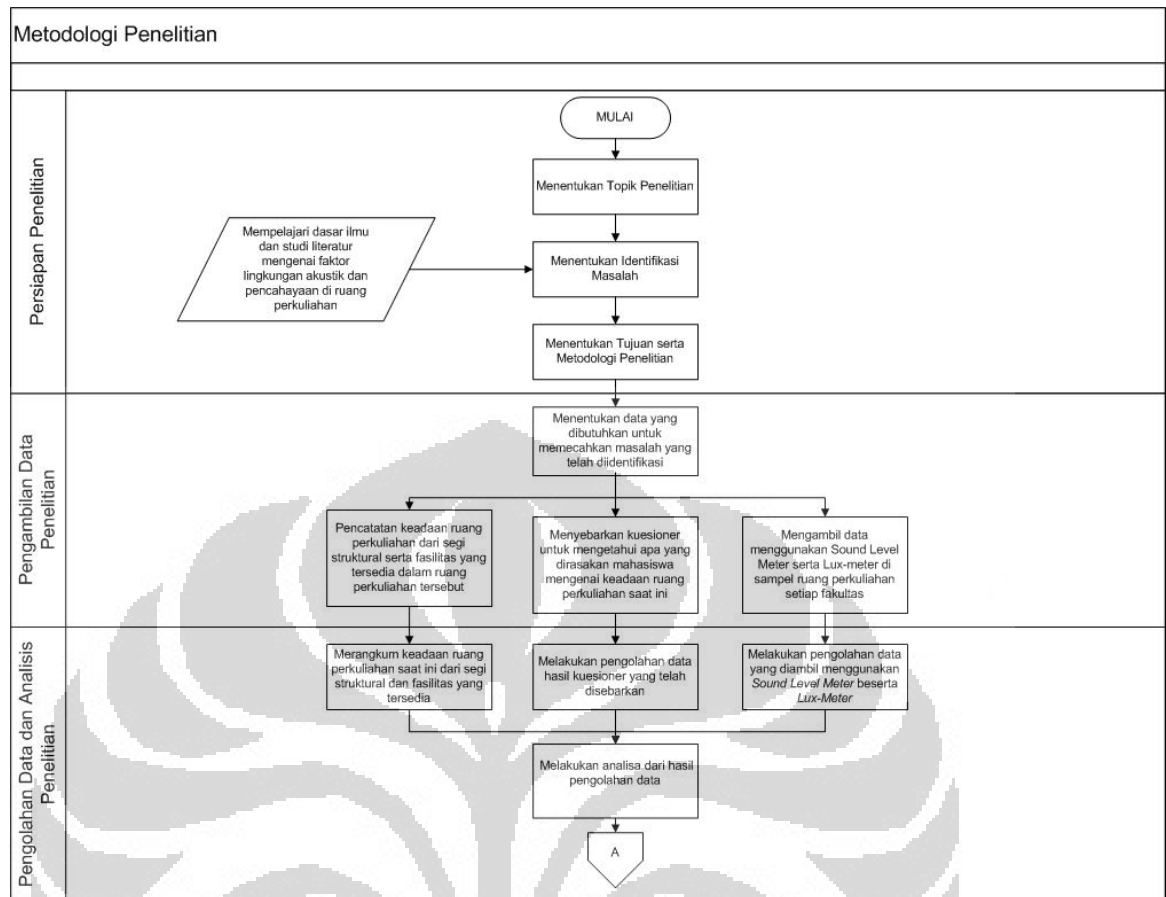 Metodologi Penelitian
Persiapan Penelitian
MULAI
Menentukan Topik Penelitian
Mempelajari dasar ilmu
dan studi literatur
mengenai faktor
lingkungan akustik dan
pencahayaan di ruang
perkuliahan
Menentukan Identifikasi
Masalah
Menentukan Tujuan serta
Metodologi Penelitian
Pengambilan Data
Penelitian
Menentukan data yang
dibutuhkan untuk
memecahkan masalah yang
telah diidentifikasi
Pencatatan keadaan ruang
perkuliahan dari segi
struktural serta fasilitas yang
tersedia dalam ruang
perkuliahan tersebut
Menyebarkan kuesioner
untuk mengetahui apa yang
dirasakan mahasiswa
mengenai keadaan ruang
perkuliahan saat ini
Mengambil data
menggunakan Sound Level
Meter serta Lux-meter di
sampel ruang perkuliahan
setiap fakultas
Pengolahan Data dan Analisis
Penelitian
Merangkum keadaan ruang
perkuliahan saat ini dari segi
struktural dan fasilitas yang
tersedia
Melakukan pengolahan data
hasil kuesioner yang telah
disebarkan
Melakukan pengolahan data
yang diambil menggunakan
Sound Level Meter beserta
Lux-Meter
Melakukan analisa dari hasil
pengolahan data
A